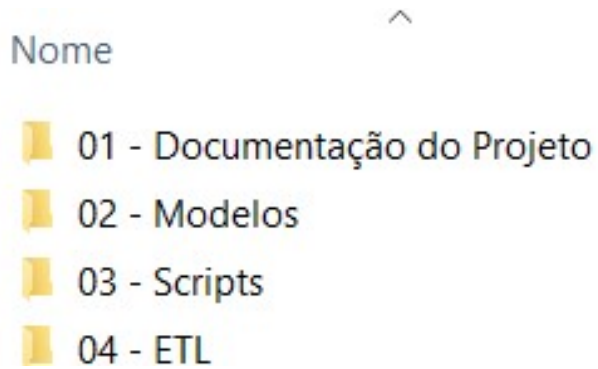 Nome
01 - Documentação do Projeto
02 - Modelos
03 - Scripts
04 - ETL